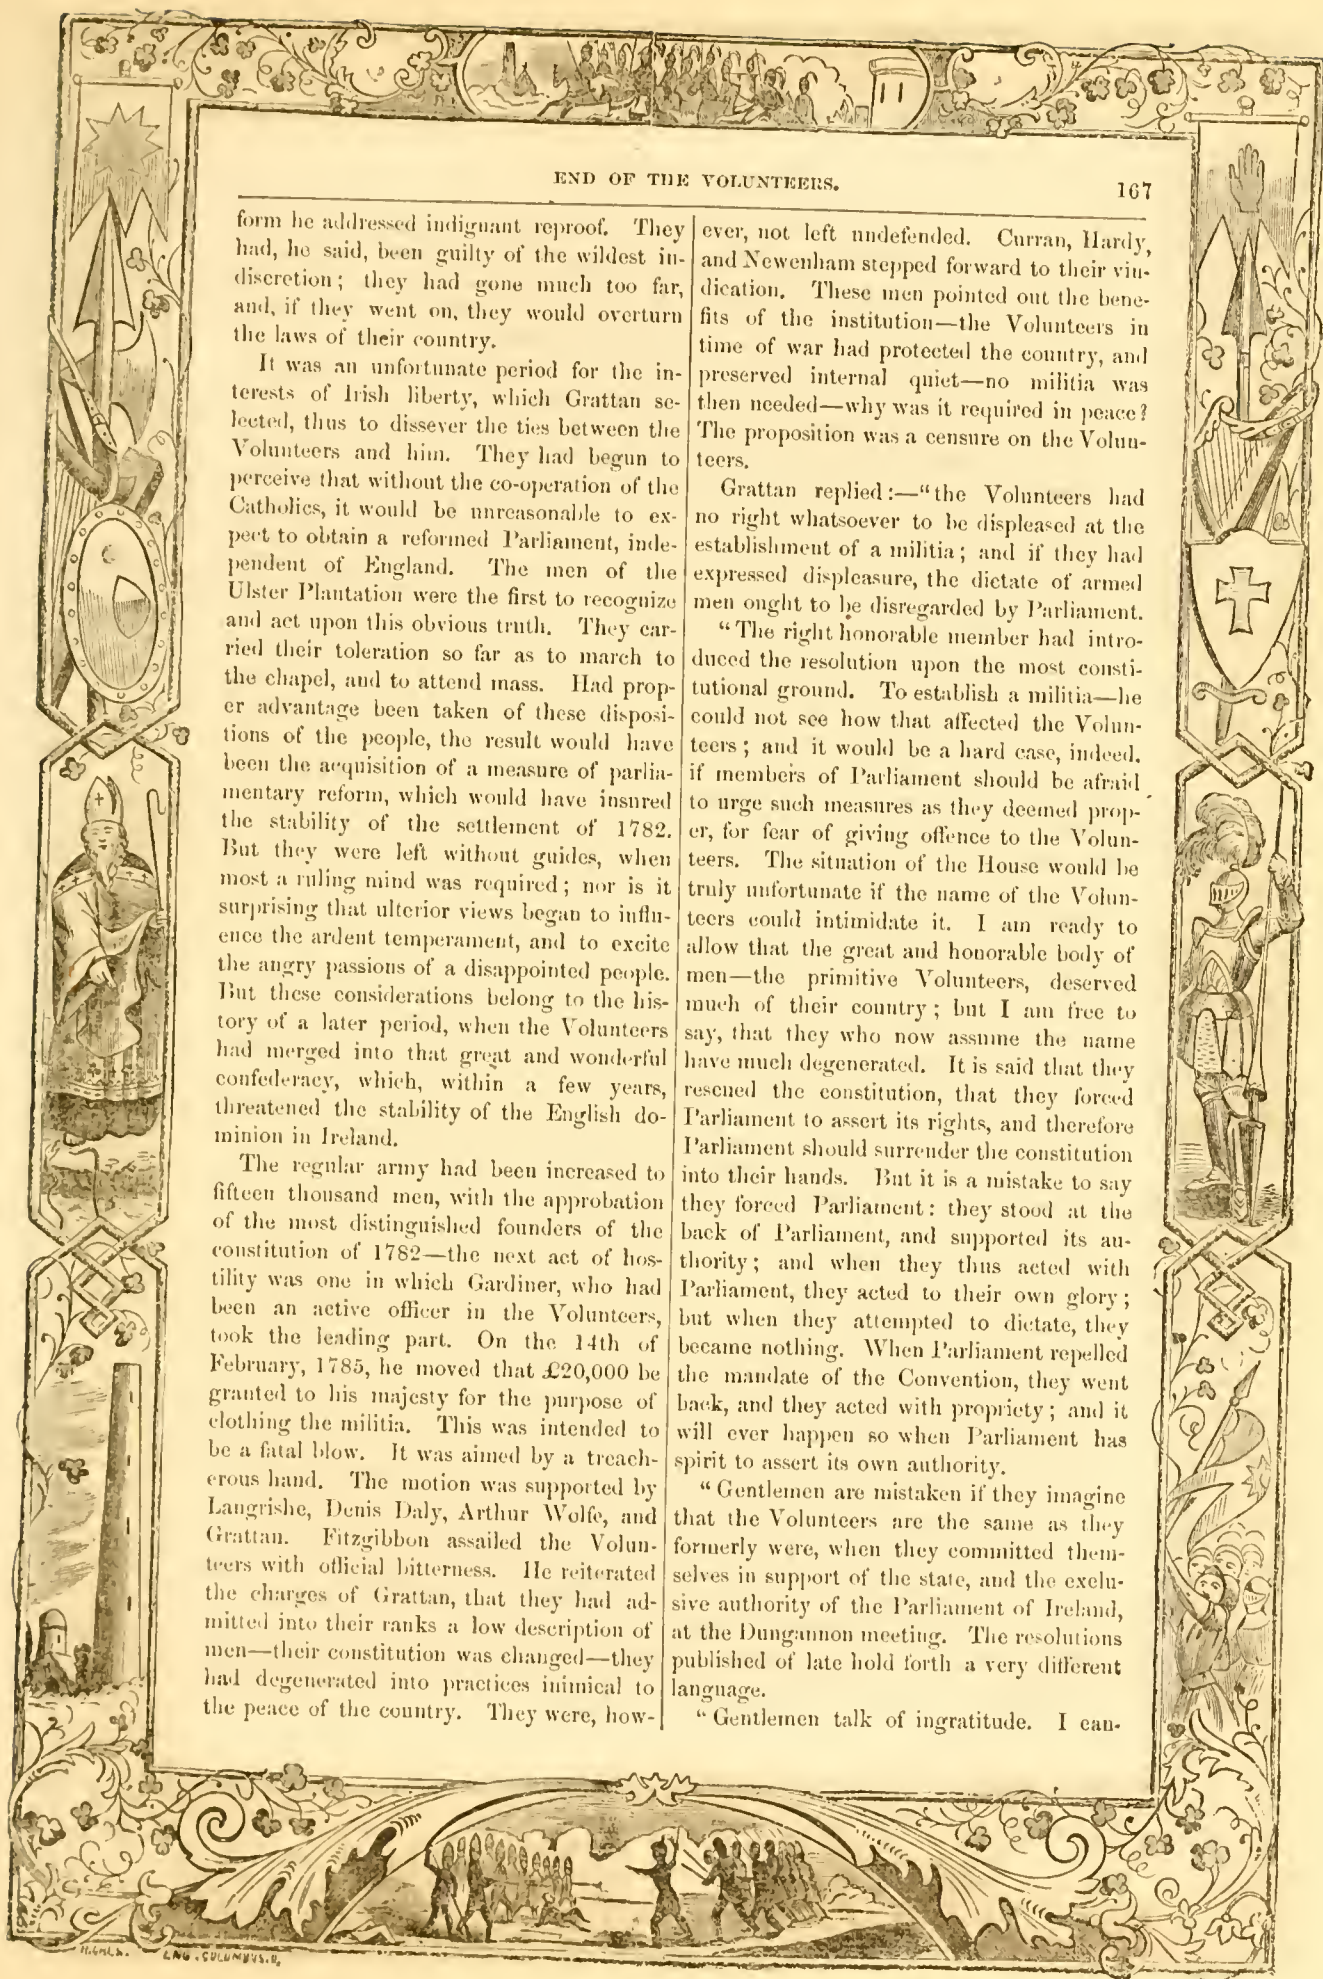 END OF THE VOLUNTEERS.
167
form he addressed indignant reproof. They
had, he said, been guilty of the wildest in-
discretion; they had gone much too far,
and, if they went on, they would overturn
the laws of their country.
It was an unfortunate period for the in-
terests of Irish liberty, which Grattan se-
lected, thus to dissever the ties between the
Volunteers and him. They had begun to
perceive that without the co-operation of the
Catholics, it would be unreasonable to ex-
pect to obtain a reformed Parliament, inde-
pendent of England. The men of the
Ulster Plantation were the first to recognize
and act upon this obvious truth. They car-
ried their toleration so far as to march to
the chapel, and to attend mass. Had prop-
er advantage been taken of these disposi-
tions of the people, the result would have
been the acquisition of a measure of parlia-
mentary reform, which would have insured
the stability of the settlement of 1782.
But they were left without guides, when
most a ruling mind was required; nor is it
surprising that ulterior views began to influ-
ence the ardent temperament, and to excite
the angry passions of a disappointed people.
But these considerations belong to the his-
tory of a later period, when the Volunteers
had merged into that great and wonderful
confederacy, which, within a few years,
threatened the stability of the English do-
minion in Ireland.
The regular army had been increased to
fifteen thousand men, with the approbation
of the most distinguished founders of the
constitution of 1782—the next act of hos-
tility was one in which Gardiner, who had
been an active officer in the Volunteers,
took the leading part. On the 14th of
February, 1785, he moved that £20,000 be
granted to his majesty for the purpose of
clothing the militia. This was intended to
be a fatal blow. It was aimed by a treach-
erous hand. The motion was supported by
Langrishe, Denis Daly, Arthur Wolfe, and
Grattan. Fitzgibbon assailed the Volun-
teers with official bitterness. He reiterated
the charges of Grattan, that they had ad-
mitted into their ranks a low description of
men—their constitution was changed—they
had degenerated into practices inimical to
the peace of the country. They were, how-
ever, not left undefended. Curran, Hardy,
and Newenham stepped forward to their vin-
dication. These men pointed out the bene-
fits of the institution—the Volunteers in
time of war had protected the country, and
preserved internal quiet—no militia was
then needed—why was it required in peace?
The proposition was a censure on the Volun-
teers.
Grattan replied:—"the Volunteers had
no right whatsoever to be displeased at the
establishment of a militia; and if they had
expressed displeasure, the dictate of armed
men ought to be disregarded by Parliament.
"The right honorable member had intro-
duced the resolution upon the most consti-
tutional ground. To establish a militia—he
could not see how that affected the Volun-
teers; and it would be a hard case, indeed.
if members of Parliament should be afraid
to urge such measures as they deemed prop-
er, for fear of giving offence to the Volun-
teers. The situation of the House would be
truly unfortunate if the name of the Volun-
teers could intimidate it. I am ready to
allow that the great and honorable body of
men—the primitive Volunteers, deserved
much of their country; but I am free to
say, that they who now assume the name
have much degenerated. It is said that they
rescued the constitution, that they forced
Parliament to assert its rights, and therefore
Parliament should surrender the constitution
into their hands. But it is a mistake to say
they forced Parliament: they stood at the
back of Parliament, and supported its au-
thority; and when they thus acted with
Parliament, they acted to their own glory;
but when they attempted to dictate, they
became nothing. When Parliament repelled
the mandate of the Convention, they went
back, and they acted with propriety; and it
will ever happen so when Parliament has
spirit to assert its own authority.
"Gentlemen are mistaken if they imagine
that the Volunteers are the same as they
formerly were, when they committed them-
selves in support of the state, and the exclu-
sive authority of the Parliament of Ireland,
at the Dungannon meeting. The resolutions
published of late hold forth a very different
language.
"Gentlemen talk of ingratitude. I can-
ENG. COLUMBUS. O.